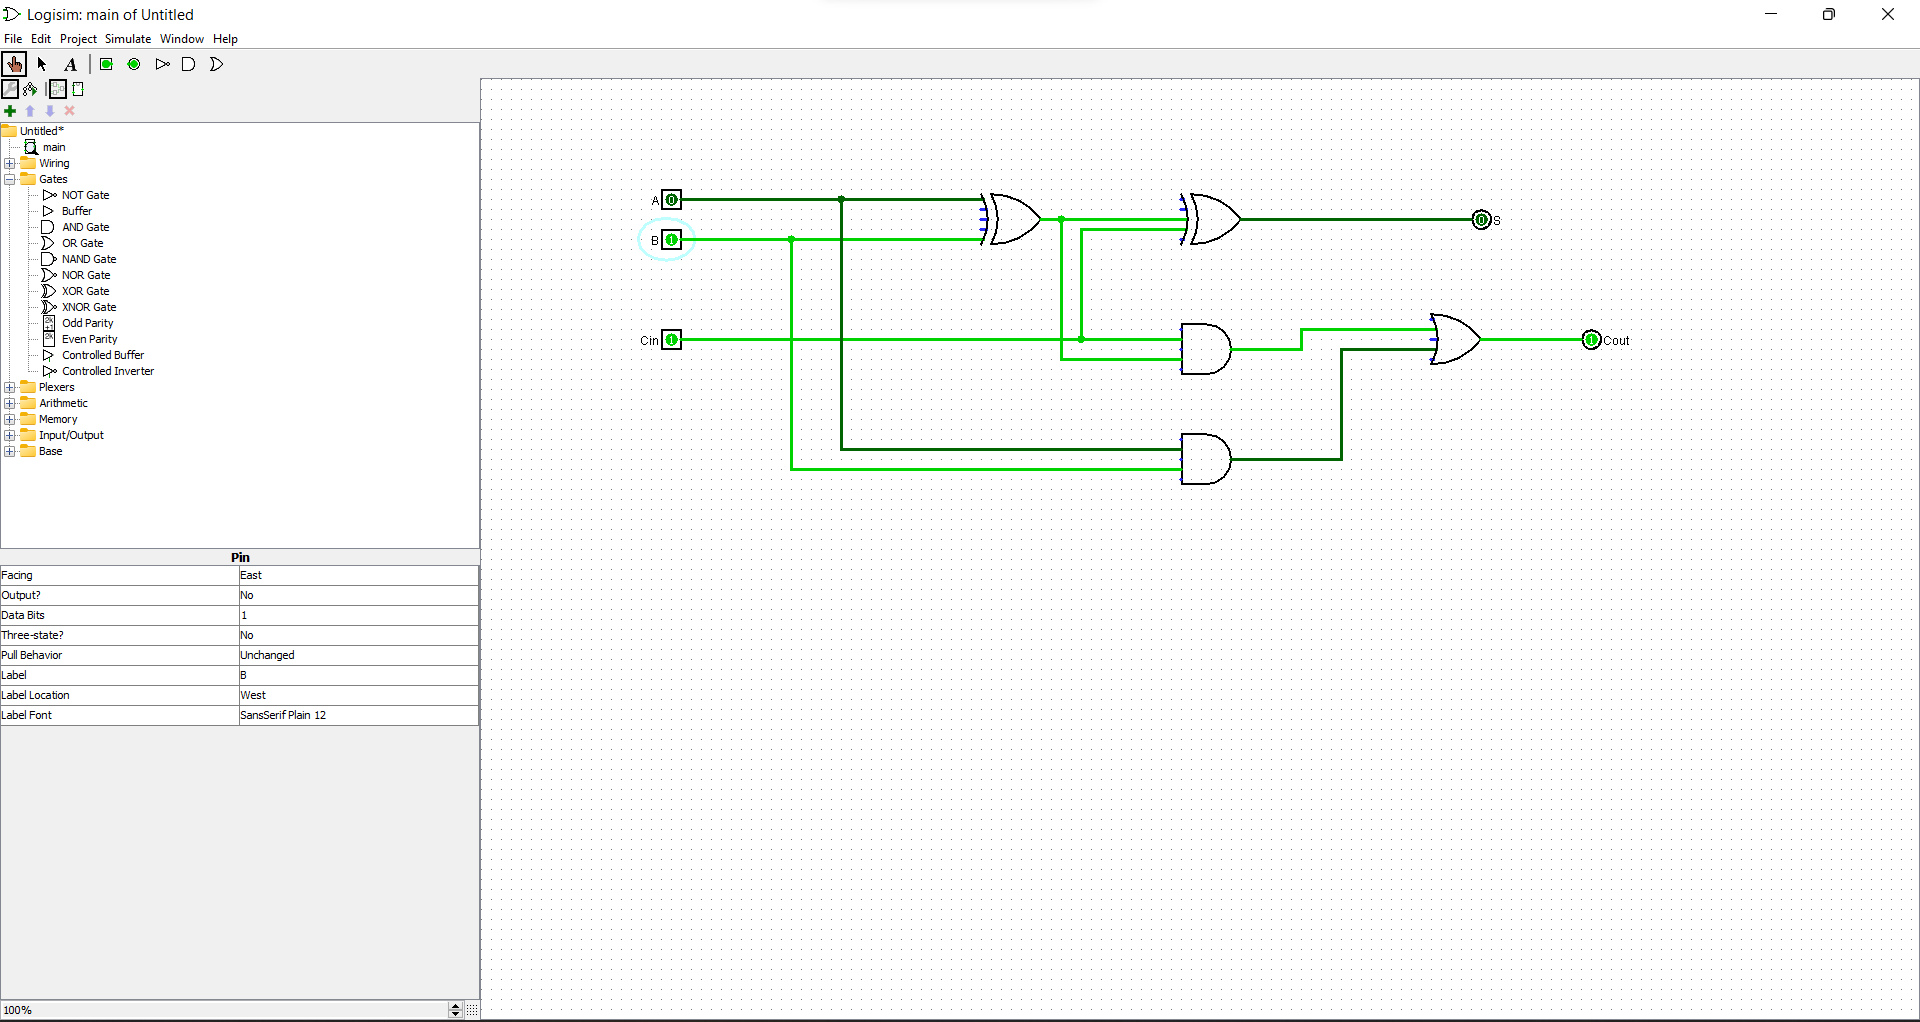 Logisim: main of Untitled
File Edit Project Simulate Window Help
A
Untitled*
main
Wiring
Gates
NOT Gate
Buffer
AND Gate
OR Gate
NAND Gate
NOR Gate
XOR Gate
XNOR Gate
Odd Parity
Even Parity
Controlled Buffer
Controlled Inverter
Plexers
Arithmetic
Memory
Input/Output
Base
Pin
Facing East
Output? No
Data Bits 1
Three-state? No
Pull Behavior Unchanged
Label B
Label Location West
Label Font SansSerif Plain 12
100%
A 0
B 1
Cin 1
0 S
1 Cout